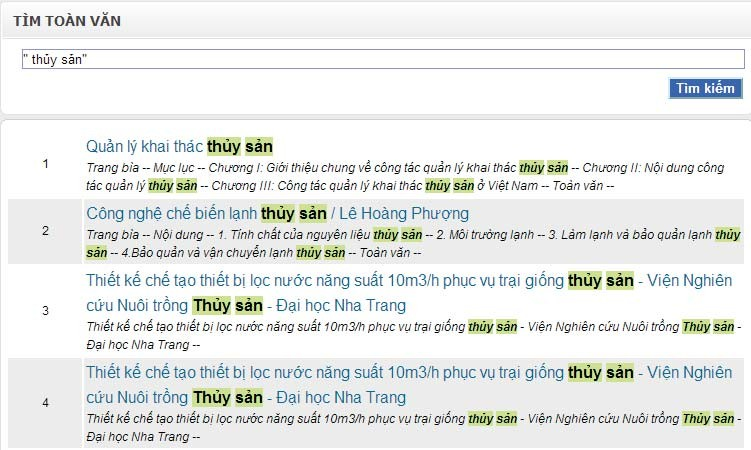 TÌM TOÀN VĂN
" thủy sản"
Tìm kiếm
1
Quản lý khai thác thủy sản
Trang bìa -- Mục lục -- Chương I: Giới thiệu chung về công tác quản lý khai thác thủy sản -- Chương II: Nội dung công
tác quản lý thủy sản -- Chương III: Công tác quản lý khai thác thủy sản ở Việt Nam -- Toàn văn --
2
Công nghệ chế biến lạnh thủy sản / Lê Hoàng Phượng
Trang bìa -- Nội dung -- 1. Tính chất của nguyên liệu thủy sản -- 2. Môi trường lạnh -- 3. Làm lạnh và bảo quản lạnh thủy
sản -- 4.Bảo quản và vận chuyển lạnh thủy sản -- Toàn văn --
3
Thiết kế chế tạo thiết bị lọc nước năng suất 10m3/h phục vụ trại giống thủy sản - Viện Nghiên
cứu Nuôi trồng Thủy sản - Đại học Nha Trang
Thiết kế chế tạo thiết bị lọc nước năng suất 10m3/h phục vụ trại giống thủy sản - Viện Nghiên cứu Nuôi trồng Thủy sản -
Đại học Nha Trang --
4
Thiết kế chế tạo thiết bị lọc nước năng suất 10m3/h phục vụ trại giống thủy sản - Viện Nghiên
cứu Nuôi trồng Thủy sản - Đại học Nha Trang
Thiết kế chế tạo thiết bị lọc nước năng suất 10m3/h phục vụ trại giống thủy sản - Viện Nghiên cứu Nuôi trồng Thủy sản -
Đại học Nha Trang --